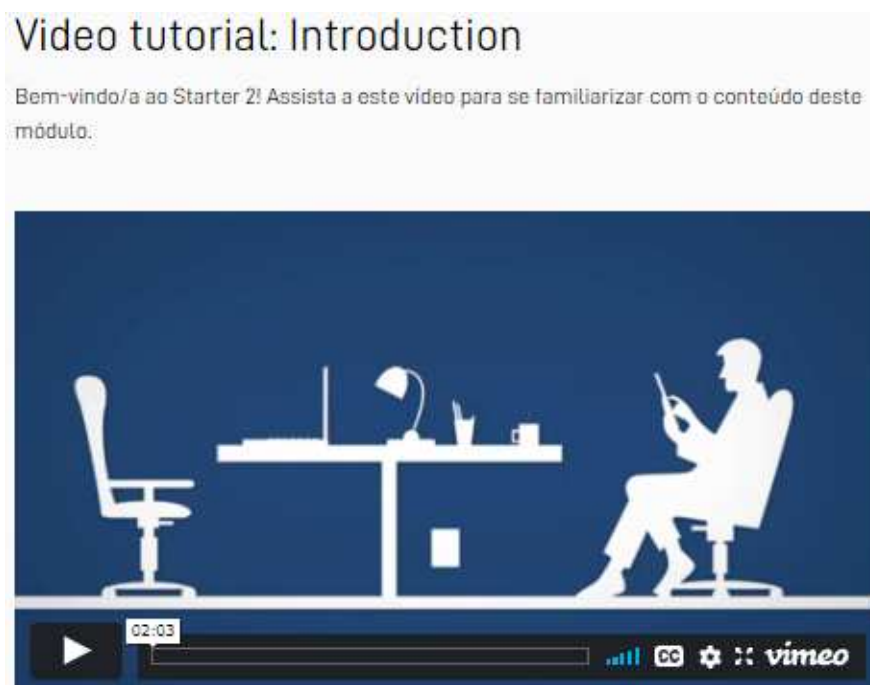 Video tutorial: Introduction
Bem-vindo/a ao Starter 2! Assista a este vídeo para se familiarizar com o conteúdo deste
módulo.
02:03
CC
vimeo